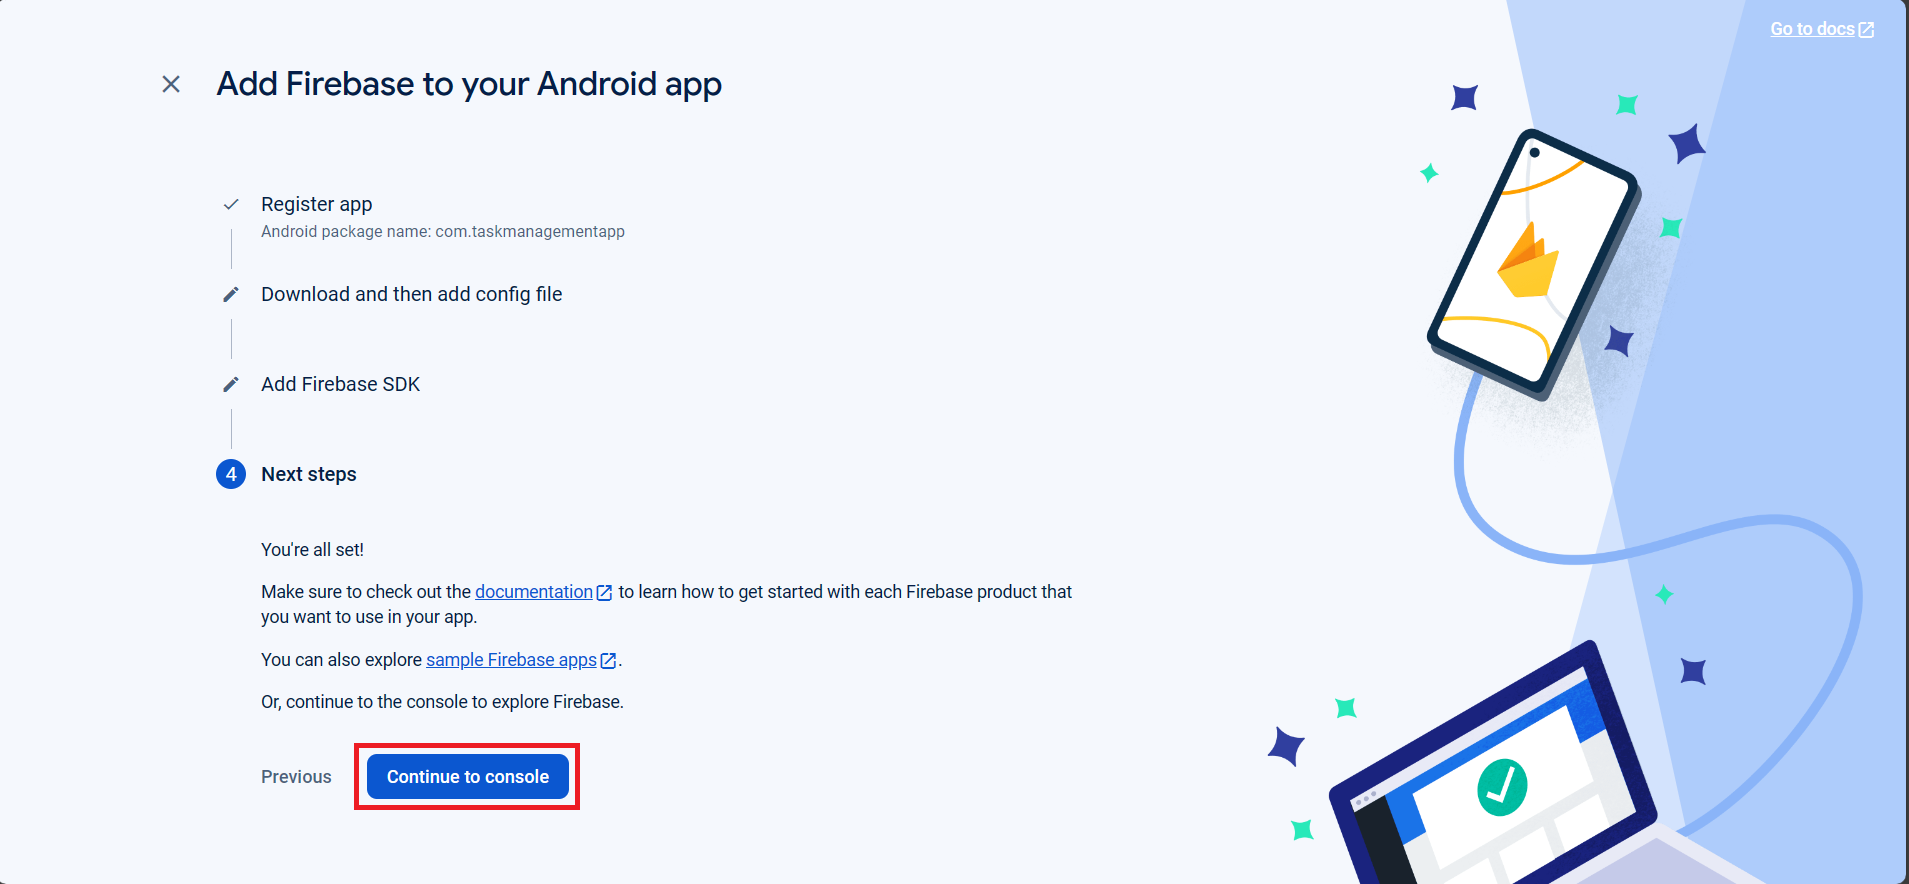 Go to docs
Add Firebase to your Android app
Register app
Android package name: com.taskmanagementapp
Download and then add config file
Add Firebase SDK
4 Next steps
You're all set!
Make sure to check out the documentation to learn how to get started with each Firebase product that
you want to use in your app.
You can also explore sample Firebase apps.
Or, continue to the console to explore Firebase.
Previous Continue to console